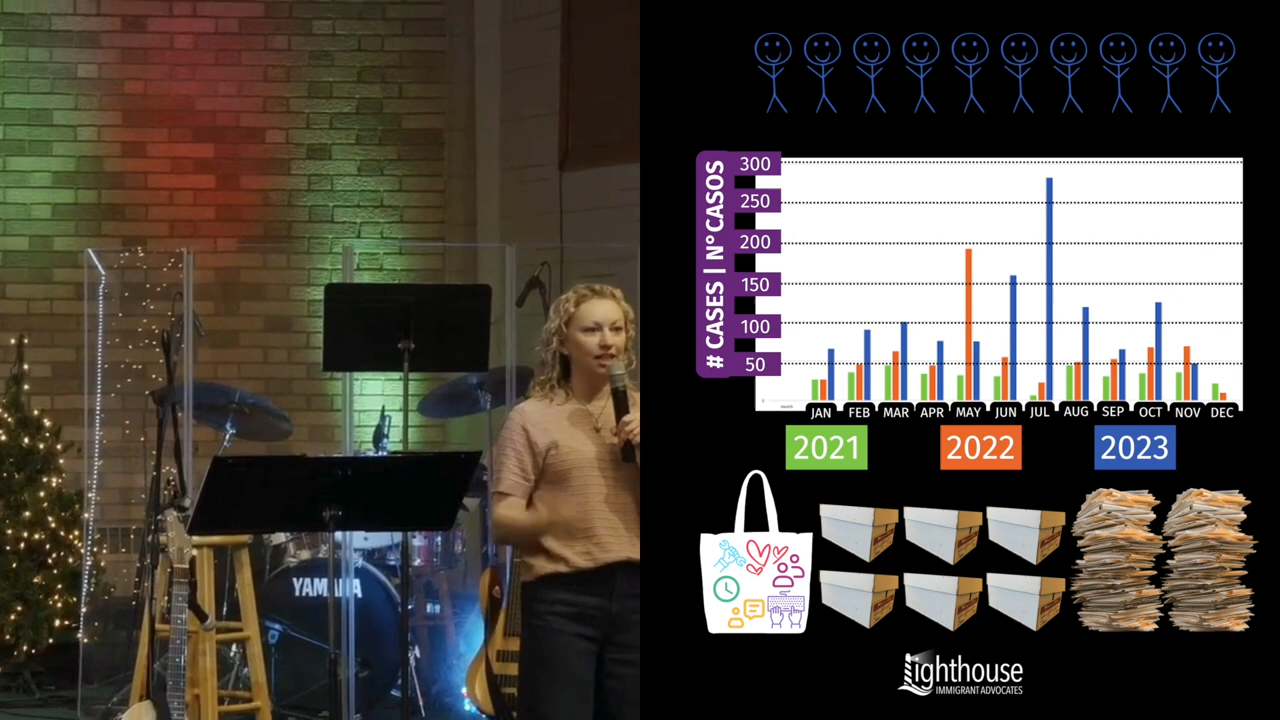 YAMAHA
# CASES | N° CASOS
300
250
200
150
100
50
JAN FEB MAR APR MAY JUN JUL AUG SEP OCT NOV DEC
2021 2022 2023
lighthouse
IMMIGRANT ADVOCATES